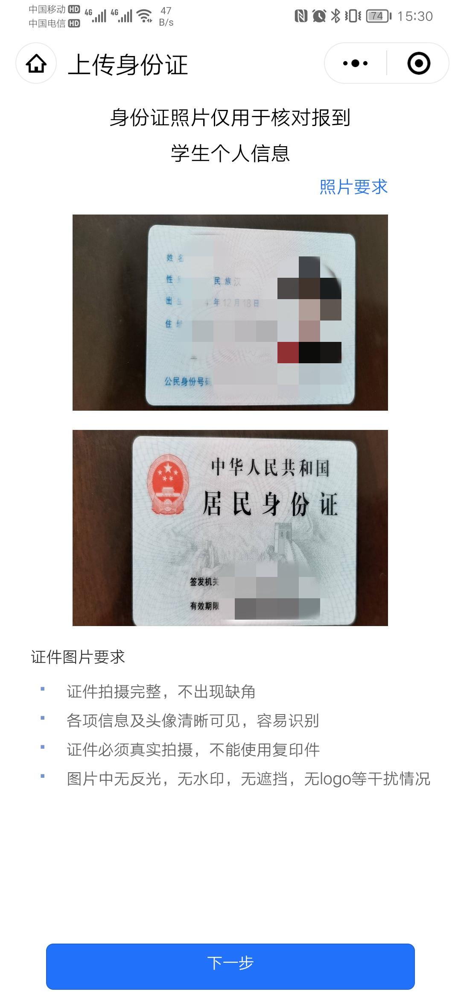 中国移动 HD 4G 4G 47 B/s 74 15:30
中国电信 HD
上传身份证
身份证照片仅用于核对报到
学生个人信息
照片要求
姓 名
性
民 族 汉
出 生 年 12 月 18 日
住 址
公民身份号码
中华人民共和国
居民身份证
签发机关
有效期限
证件图片要求
证件拍摄完整，不出现缺角
各项信息及头像清晰可见，容易识别
证件必须真实拍摄，不能使用复印件
图片中无反光，无水印，无遮挡，无logo等干扰情况
下一步